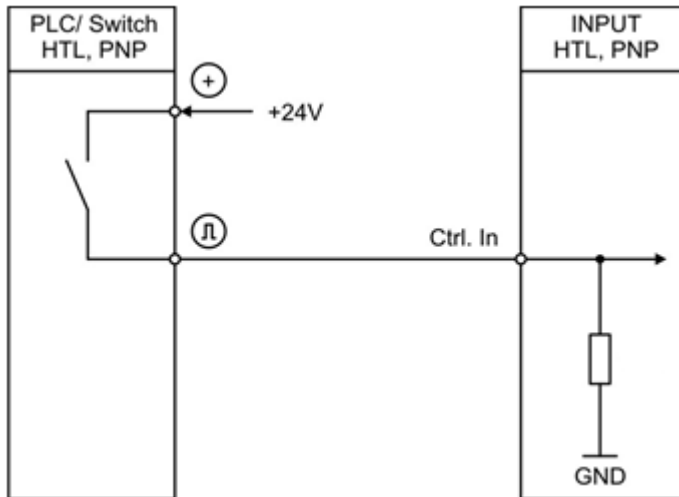 PLC/ Switch
HTL, PNP
INPUT
HTL, PNP
+
+24V
Ctrl. In
GND